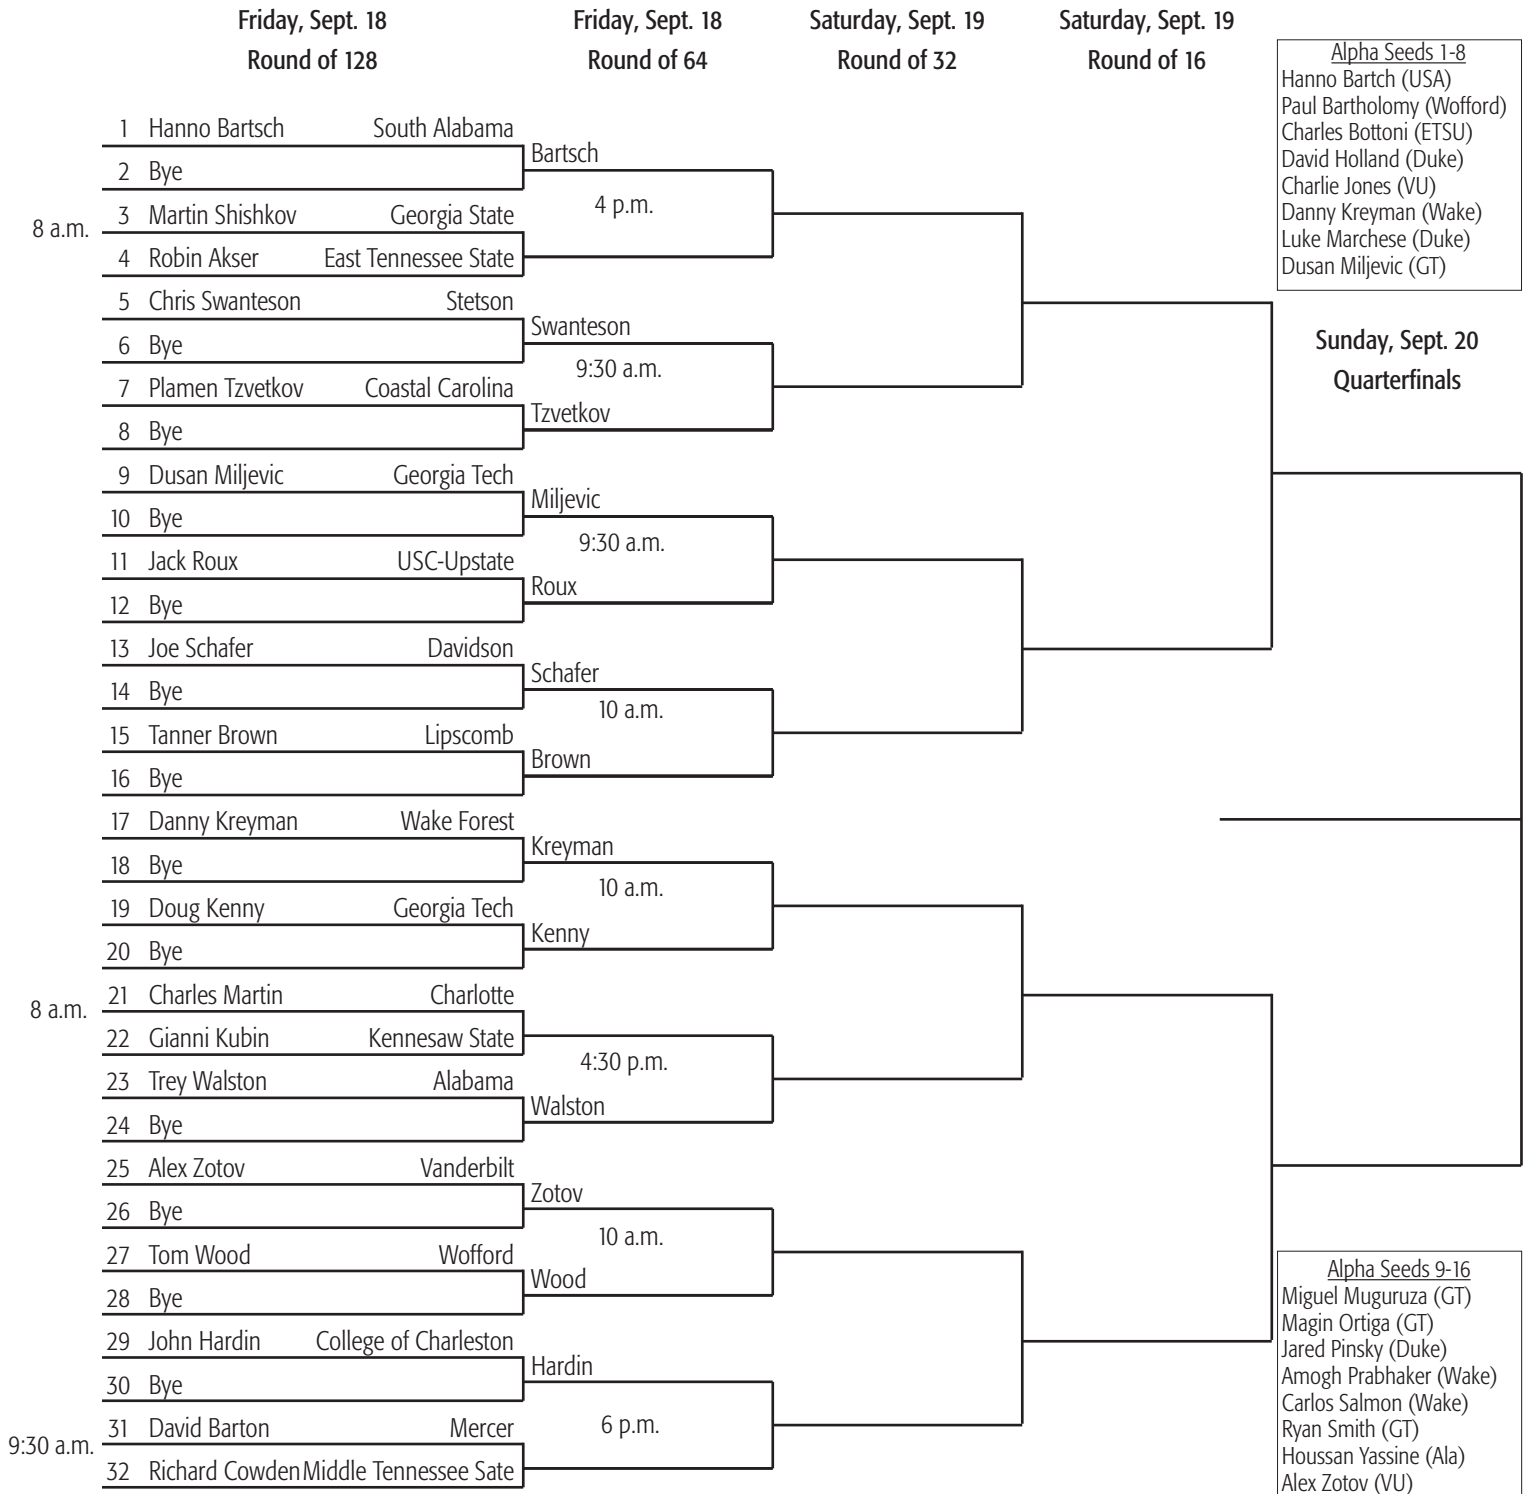 Friday, Sept. 18
Round of 128
Friday, Sept. 18
Round of 64
Saturday, Sept. 19
Round of 32
Saturday, Sept. 19
Round of 16
Alpha Seeds 1-8
Hanno Bartch (USA)
Paul Bartholomy (Wofford)
Charles Bottoni (ETSU)
David Holland (Duke)
Charlie Jones (VU)
Danny Kreyman (Wake)
Luke Marchese (Duke)
Dusan Miljevic (GT)
Sunday, Sept. 20
Quarterfinals
1 Hanno Bartsch South Alabama
2 Bye
8 a.m.
3 Martin Shishkov Georgia State
4 Robin Akser East Tennessee State
5 Chris Swanteson Stetson
6 Bye
7 Plamen Tzvetkov Coastal Carolina
8 Bye
9 Dusan Miljevic Georgia Tech
10 Bye
11 Jack Roux USC-Upstate
12 Bye
13 Joe Schafer Davidson
14 Bye
15 Tanner Brown Lipscomb
16 Bye
17 Danny Kreyman Wake Forest
18 Bye
19 Doug Kenny Georgia Tech
20 Bye
8 a.m.
21 Charles Martin Charlotte
22 Gianni Kubin Kennesaw State
23 Trey Walston Alabama
24 Bye
25 Alex Zotov Vanderbilt
26 Bye
27 Tom Wood Wofford
28 Bye
29 John Hardin College of Charleston
30 Bye
9:30 a.m.
31 David Barton Mercer
32 Richard Cowden Middle Tennessee Sate
Bartsch
4 p.m.
Swanteson
9:30 a.m.
Tzvetkov
Miljevic
9:30 a.m.
Roux
Schafer
10 a.m.
Brown
Kreyman
10 a.m.
Kenny
4:30 p.m.
Walston
Zotov
10 a.m.
Wood
Hardin
6 p.m.
Alpha Seeds 9-16
Miguel Muguruza (GT)
Magin Ortiga (GT)
Jared Pinsky (Duke)
Amogh Prabhaker (Wake)
Carlos Salmon (Wake)
Ryan Smith (GT)
Houssan Yassine (Ala)
Alex Zotov (VU)